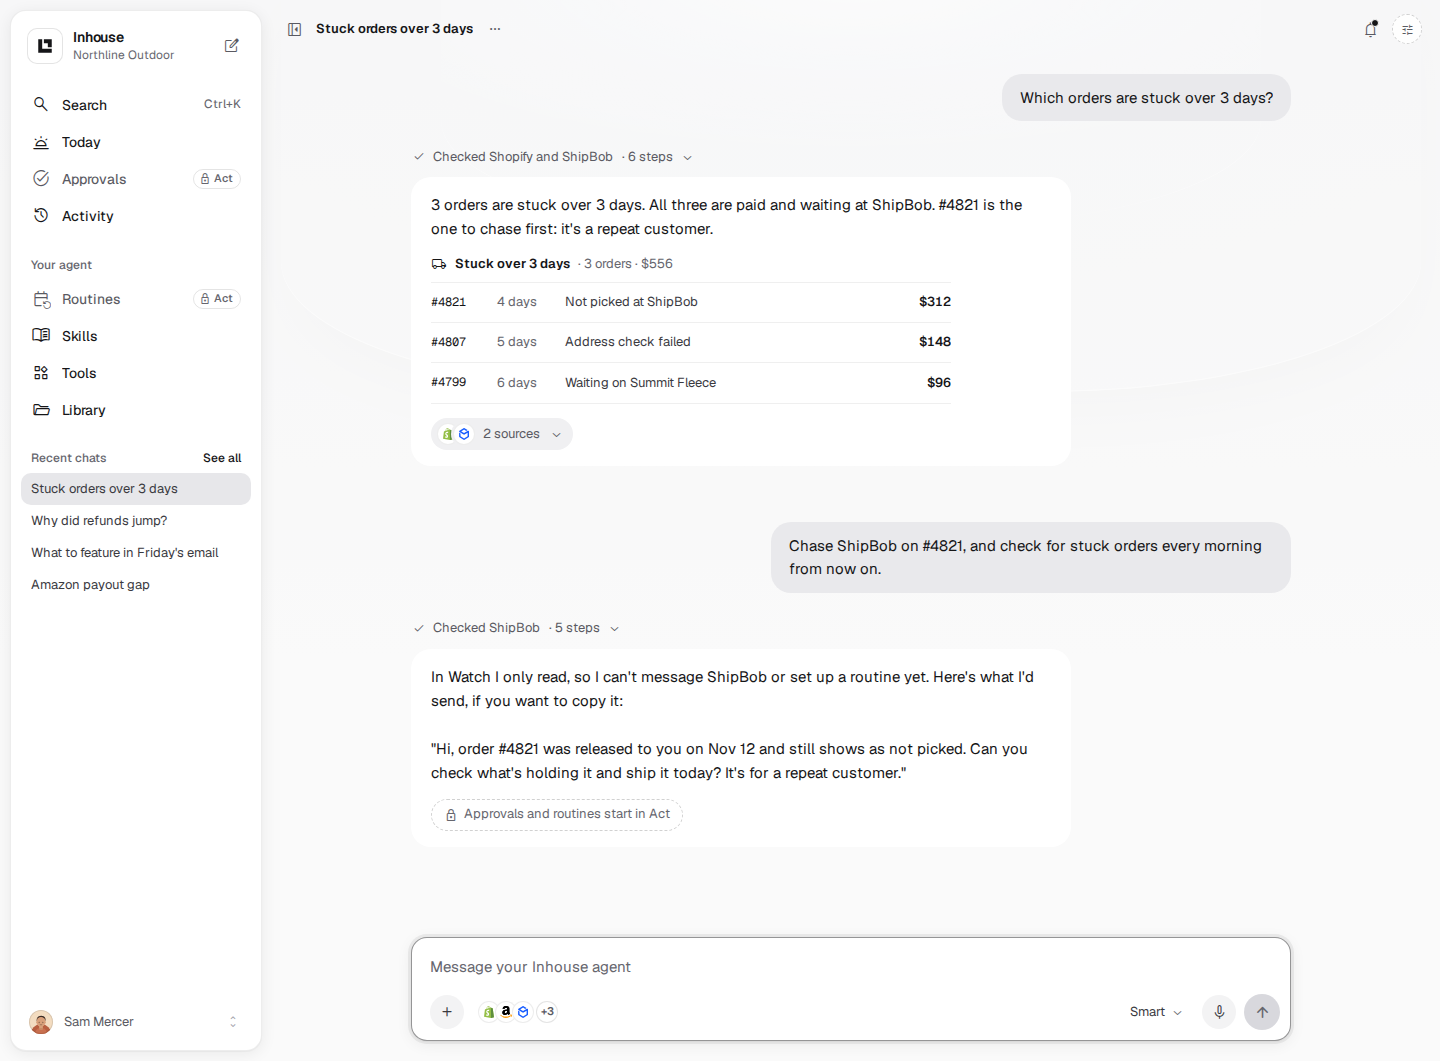 Inhouse
Northline Outdoor
Search Ctrl+K
Today
Approvals Act
Activity
Your agent
Routines Act
Skills
Tools
Library
Recent chats See all
Stuck orders over 3 days
Why did refunds jump?
What to feature in Friday's email
Amazon payout gap
Sam Mercer
Stuck orders over 3 days
Which orders are stuck over 3 days?
Checked Shopify and ShipBob · 6 steps
3 orders are stuck over 3 days. All three are paid and waiting at ShipBob. #4821 is the
one to chase first: it's a repeat customer.
Stuck over 3 days · 3 orders · $556
#4821 4 days Not picked at ShipBob $312
#4807 5 days Address check failed $148
#4799 6 days Waiting on Summit Fleece $96
2 sources
Chase ShipBob on #4821, and check for stuck orders every morning
from now on.
Checked ShipBob · 5 steps
In Watch I only read, so I can't message ShipBob or set up a routine yet. Here's what I'd
send, if you want to copy it:
"Hi, order #4821 was released to you on Nov 12 and still shows as not picked. Can you
check what's holding it and ship it today? It's for a repeat customer."
Approvals and routines start in Act
Message your Inhouse agent
+3
Smart